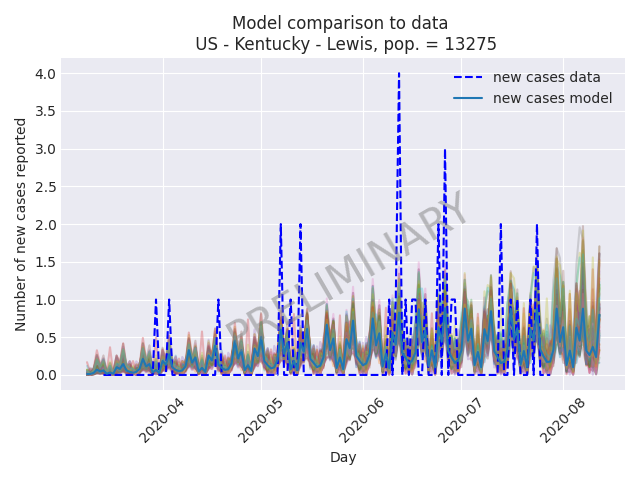 Model comparison to data
US - Kentucky - Lewis, pop. = 13275
new cases data
new cases model
PRELIMINARY
Number of new cases reported
4.0
3.5
3.0
2.5
2.0
1.5
1.0
0.5
0.0
2020-04
2020-05
2020-06
2020-07
2020-08
Day